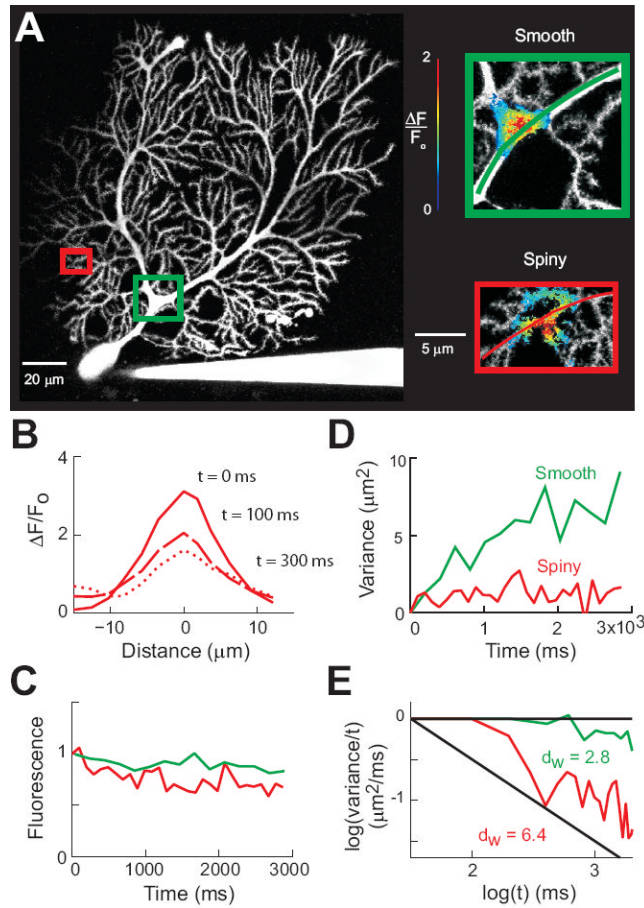 A
Smooth
2
ΔF
Fo
0
Spiny
5 μm
20 μm
B
4
2
0
ΔF/FO
t = 0 ms
t = 100 ms
t = 300 ms
−10
0
10
Distance (μm)
C
1
0
Fluorescence
0
1000
2000
3000
Time (ms)
D
10
5
0
Variance (μm2)
Smooth
Spiny
0
1
2
3x103
Time (ms)
E
0
-1
log(variance/t)
(μm2/ms)
dw = 2.8
dw = 6.4
2
3
log(t) (ms)